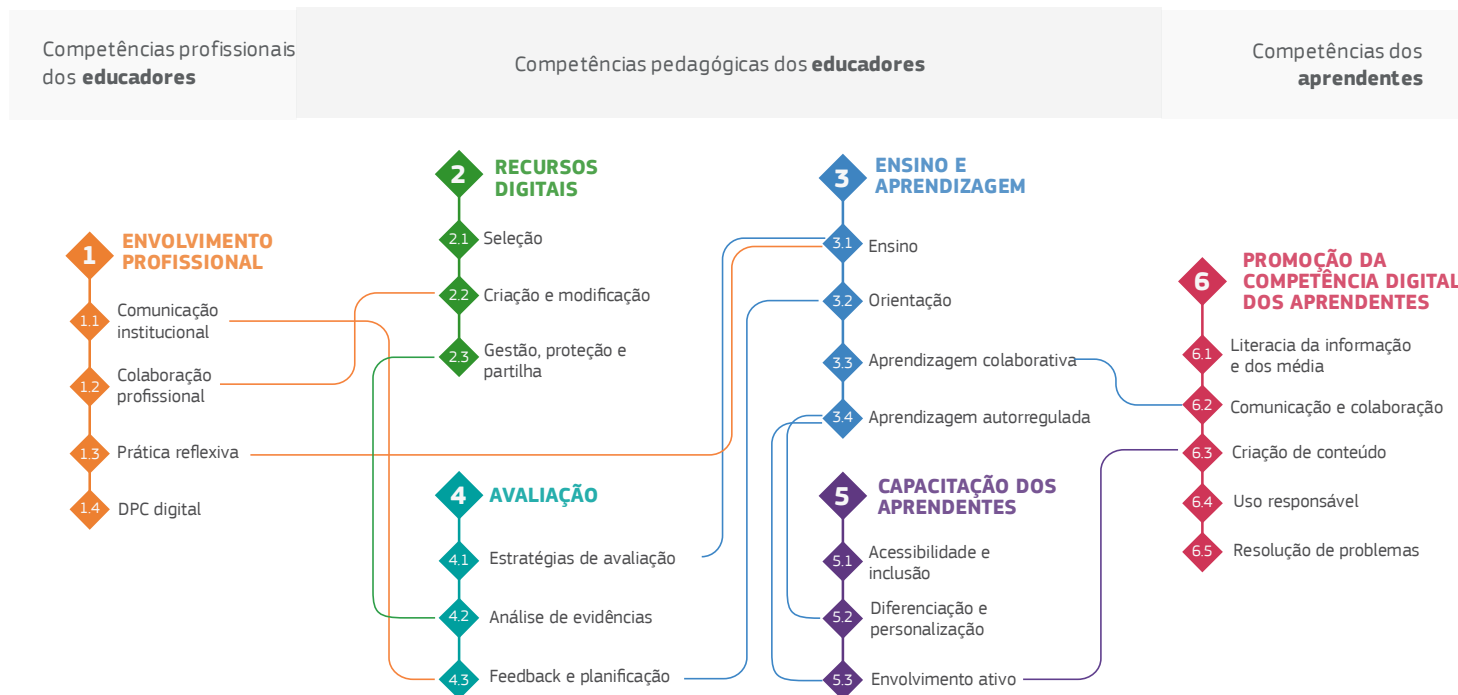 Competências profissionais
dos educadores
Competências pedagógicas dos educadores
Competências dos
aprendentes
1
ENVOLVIMENTO
PROFISSIONAL
1.1
Comunicação
institucional
1.2
Colaboração
profissional
1.3
Prática reflexiva
1.4
DPC digital
2
RECURSOS
DIGITAIS
2.1
Seleção
2.2
Criação e modificação
2.3
Gestão, proteção e
partilha
4
AVALIAÇÃO
4.1
Estratégias de avaliação
4.2
Análise de evidências
4.3
Feedback e planificação
3
ENSINO E
APRENDIZAGEM
3.1
Ensino
3.2
Orientação
3.3
Aprendizagem colaborativa
3.4
Aprendizagem autorregulada
5
CAPACITAÇÃO DOS
APRENDENTES
5.1
Acessibilidade e
inclusão
5.2
Diferenciação e
personalização
5.3
Envolvimento ativo
6
PROMOÇÃO DA
COMPETÊNCIA DIGITAL
DOS APRENDENTES
6.1
Literacia da informação
e dos média
6.2
Comunicação e colaboração
6.3
Criação de conteúdo
6.4
Uso responsável
6.5
Resolução de problemas